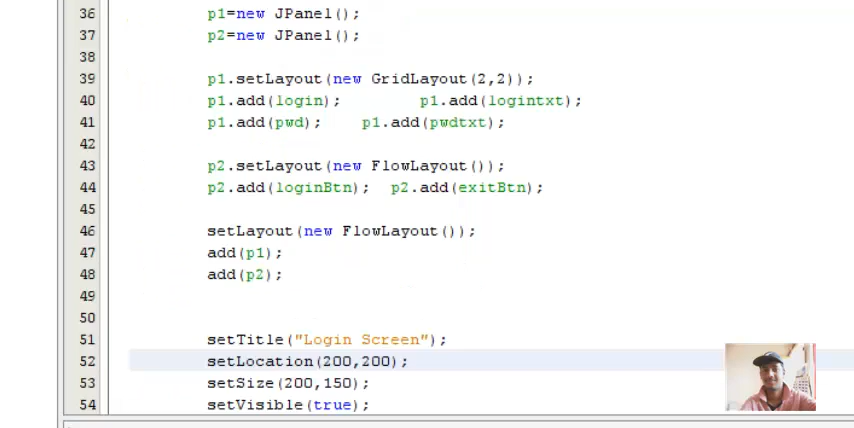 36 p1=new JPanel();
37 p2=new JPanel();
38
39 p1.setLayout(new GridLayout(2,2));
40 p1.add(login); p1.add(logintxt);
41 p1.add(pwd); p1.add(pwdtxt);
42
43 p2.setLayout(new FlowLayout());
44 p2.add(loginBtn); p2.add(exitBtn);
45
46 setLayout(new FlowLayout());
47 add(p1);
48 add(p2);
49
50
51 setTitle("Login Screen");
52 setLocation(200,200);
53 setSize(200,150);
54 setVisible(true);